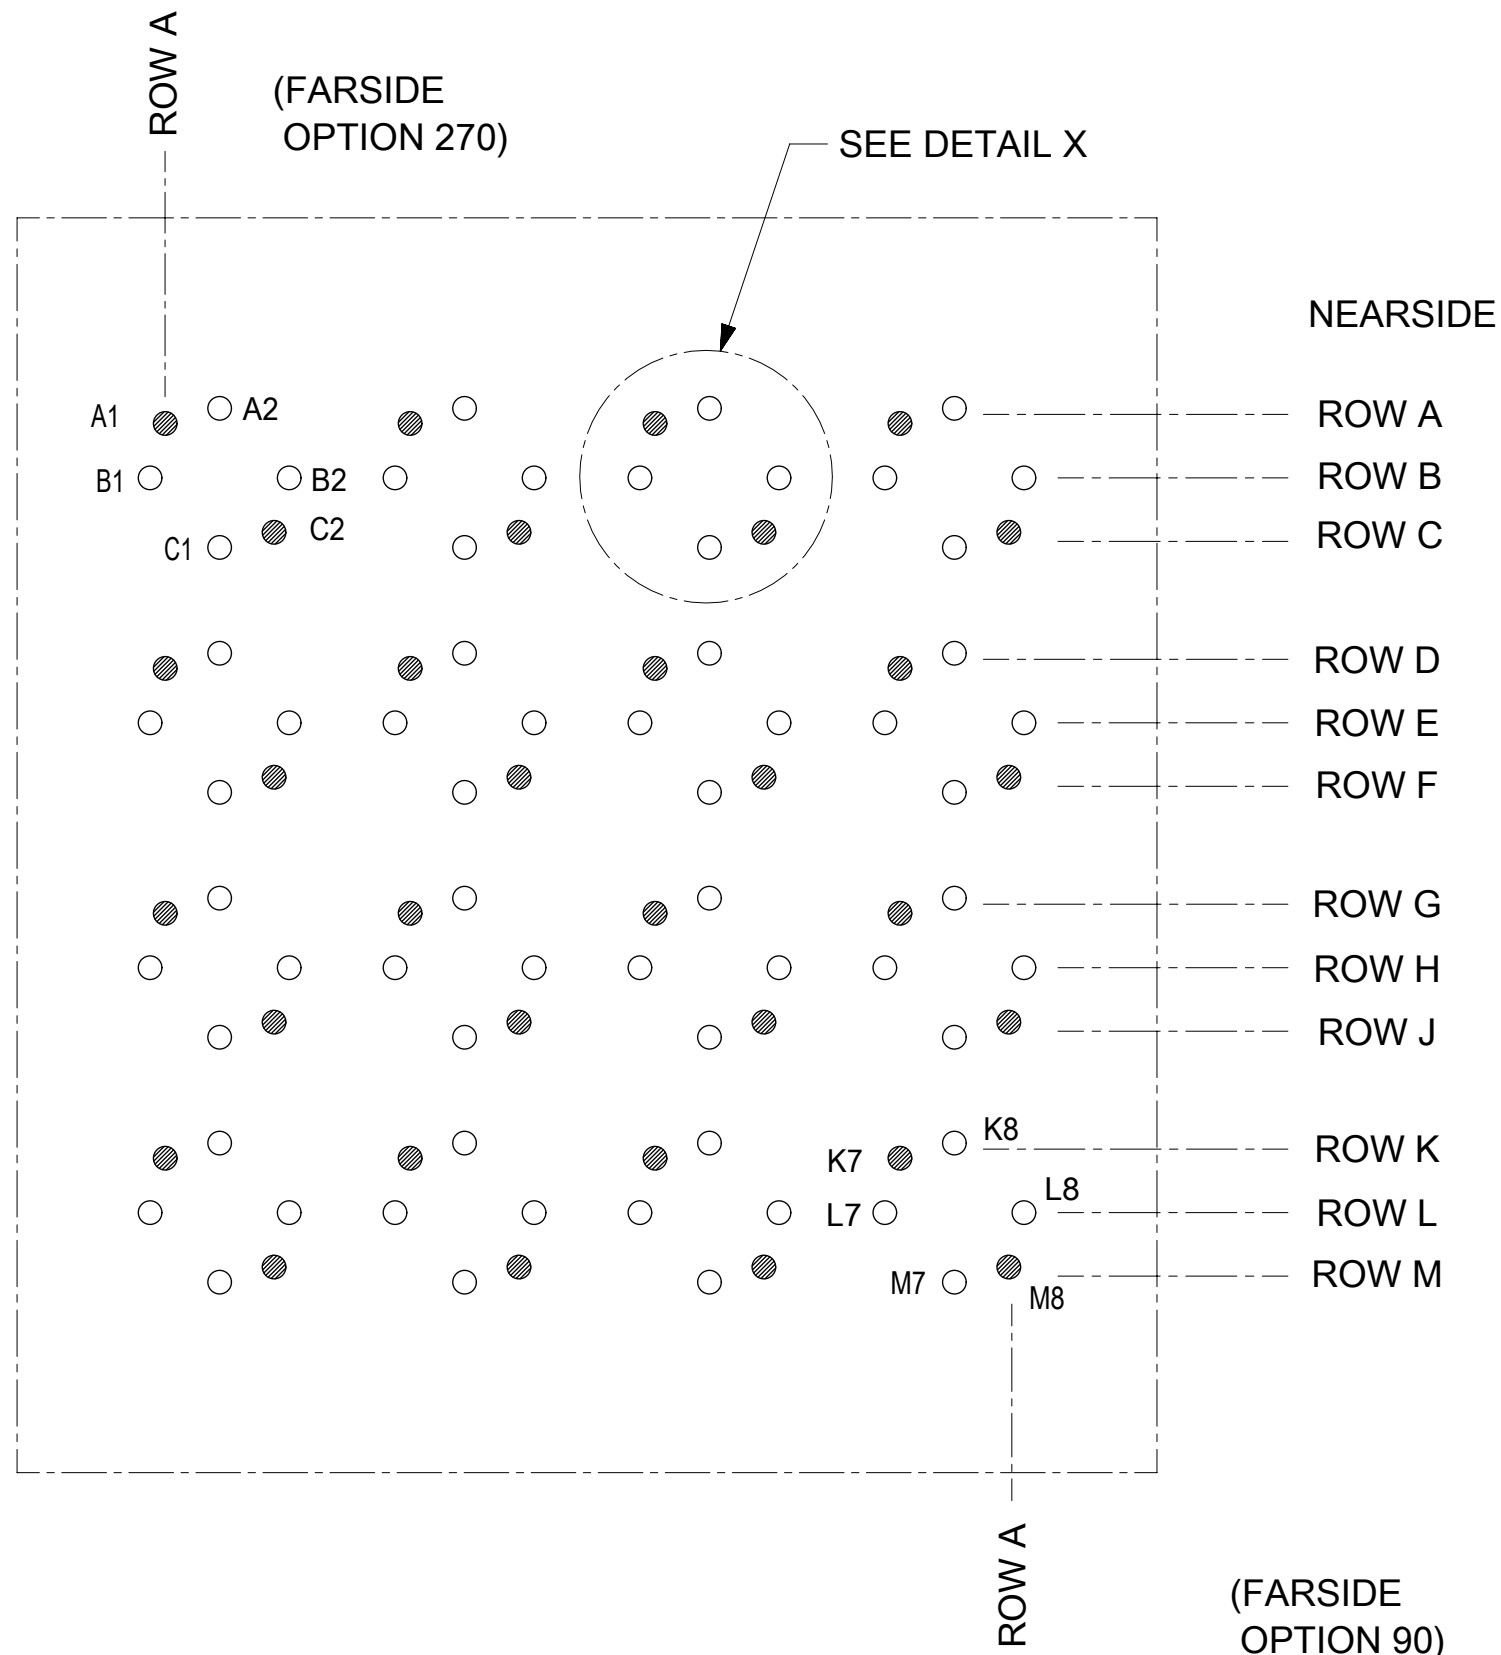 ROW A
(FARSIDE
OPTION 270)
SEE DETAIL X
NEARSIDE
A1
A2
ROW A
B1
B2
ROW B
C1
C2
ROW C
ROW D
ROW E
ROW F
ROW G
ROW H
ROW J
K7
K8
ROW K
L7
L8
ROW L
M7
M8
ROW M
ROW A
(FARSIDE
OPTION 90)